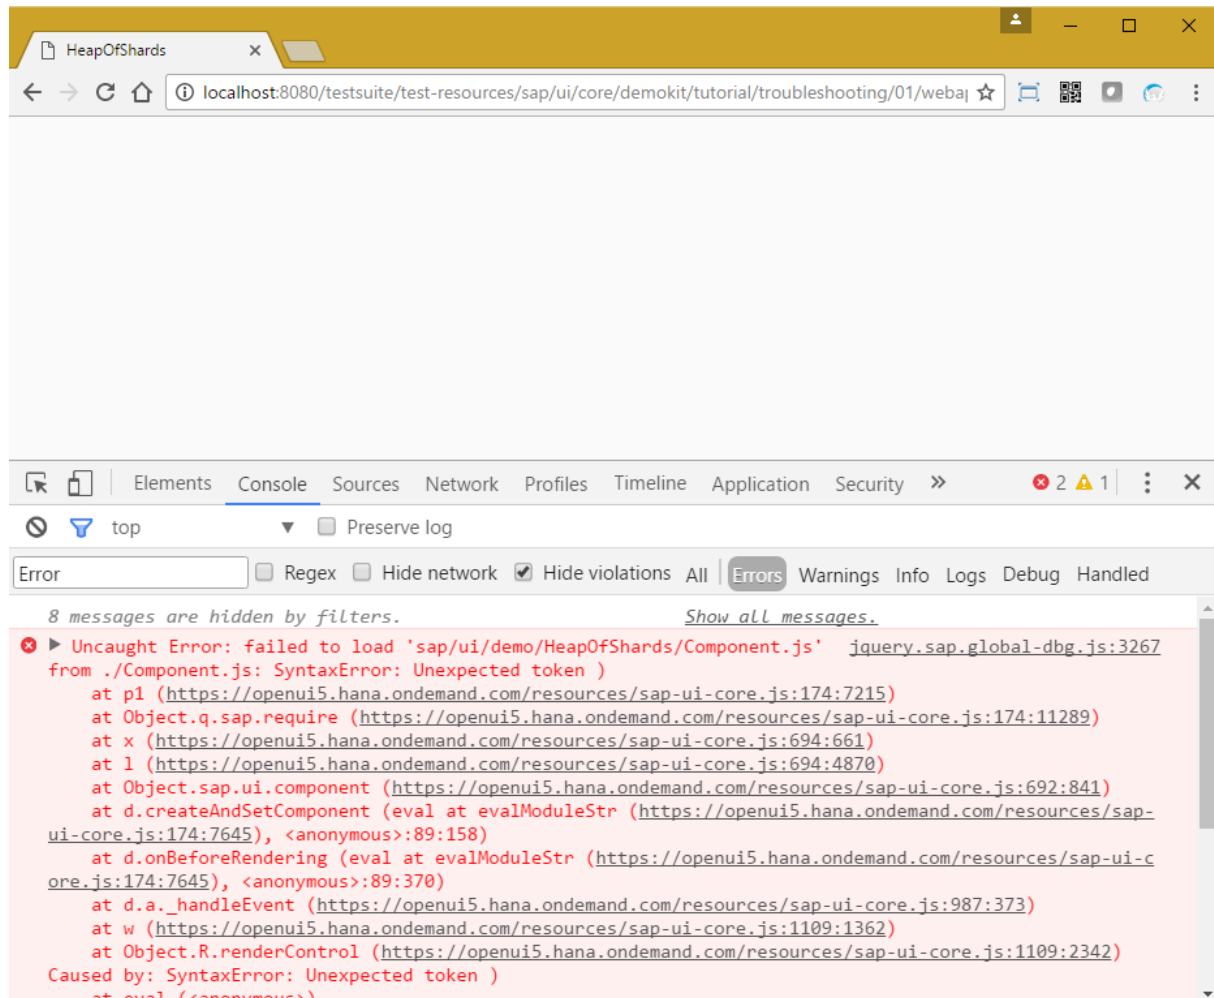 HeapOfShards
localhost:8080/testsuite/test-resources/sap/ui/core/demokit/tutorial/troubleshooting/01/weba
Elements Console Sources Network Profiles Timeline Application Security » 2 1
top Preserve log
Error Regex Hide network Hide violations All Errors Warnings Info Logs Debug Handled
8 messages are hidden by filters. Show all messages.
Uncaught Error: failed to load 'sap/ui/demo/HeapOfShards/Component.js' jquery.sap.global-dbg.js:3267
from ./Component.js: SyntaxError: Unexpected token )
at p1 (https://openui5.hana.ondemand.com/resources/sap-ui-core.js:174:7215)
at Object.q.sap.require (https://openui5.hana.ondemand.com/resources/sap-ui-core.js:174:11289)
at x (https://openui5.hana.ondemand.com/resources/sap-ui-core.js:694:661)
at l (https://openui5.hana.ondemand.com/resources/sap-ui-core.js:694:4870)
at Object.sap.ui.component (https://openui5.hana.ondemand.com/resources/sap-ui-core.js:692:841)
at d.createAndSetComponent (eval at evalModuleStr (https://openui5.hana.ondemand.com/resources/sap-
ui-core.js:174:7645), <anonymous>:89:158)
at d.onBeforeRendering (eval at evalModuleStr (https://openui5.hana.ondemand.com/resources/sap-ui-c
ore.js:174:7645), <anonymous>:89:370)
at d.a._handleEvent (https://openui5.hana.ondemand.com/resources/sap-ui-core.js:987:373)
at w (https://openui5.hana.ondemand.com/resources/sap-ui-core.js:1109:1362)
at Object.R.renderControl (https://openui5.hana.ondemand.com/resources/sap-ui-core.js:1109:2342)
Caused by: SyntaxError: Unexpected token )
at eval (<anonymous>)